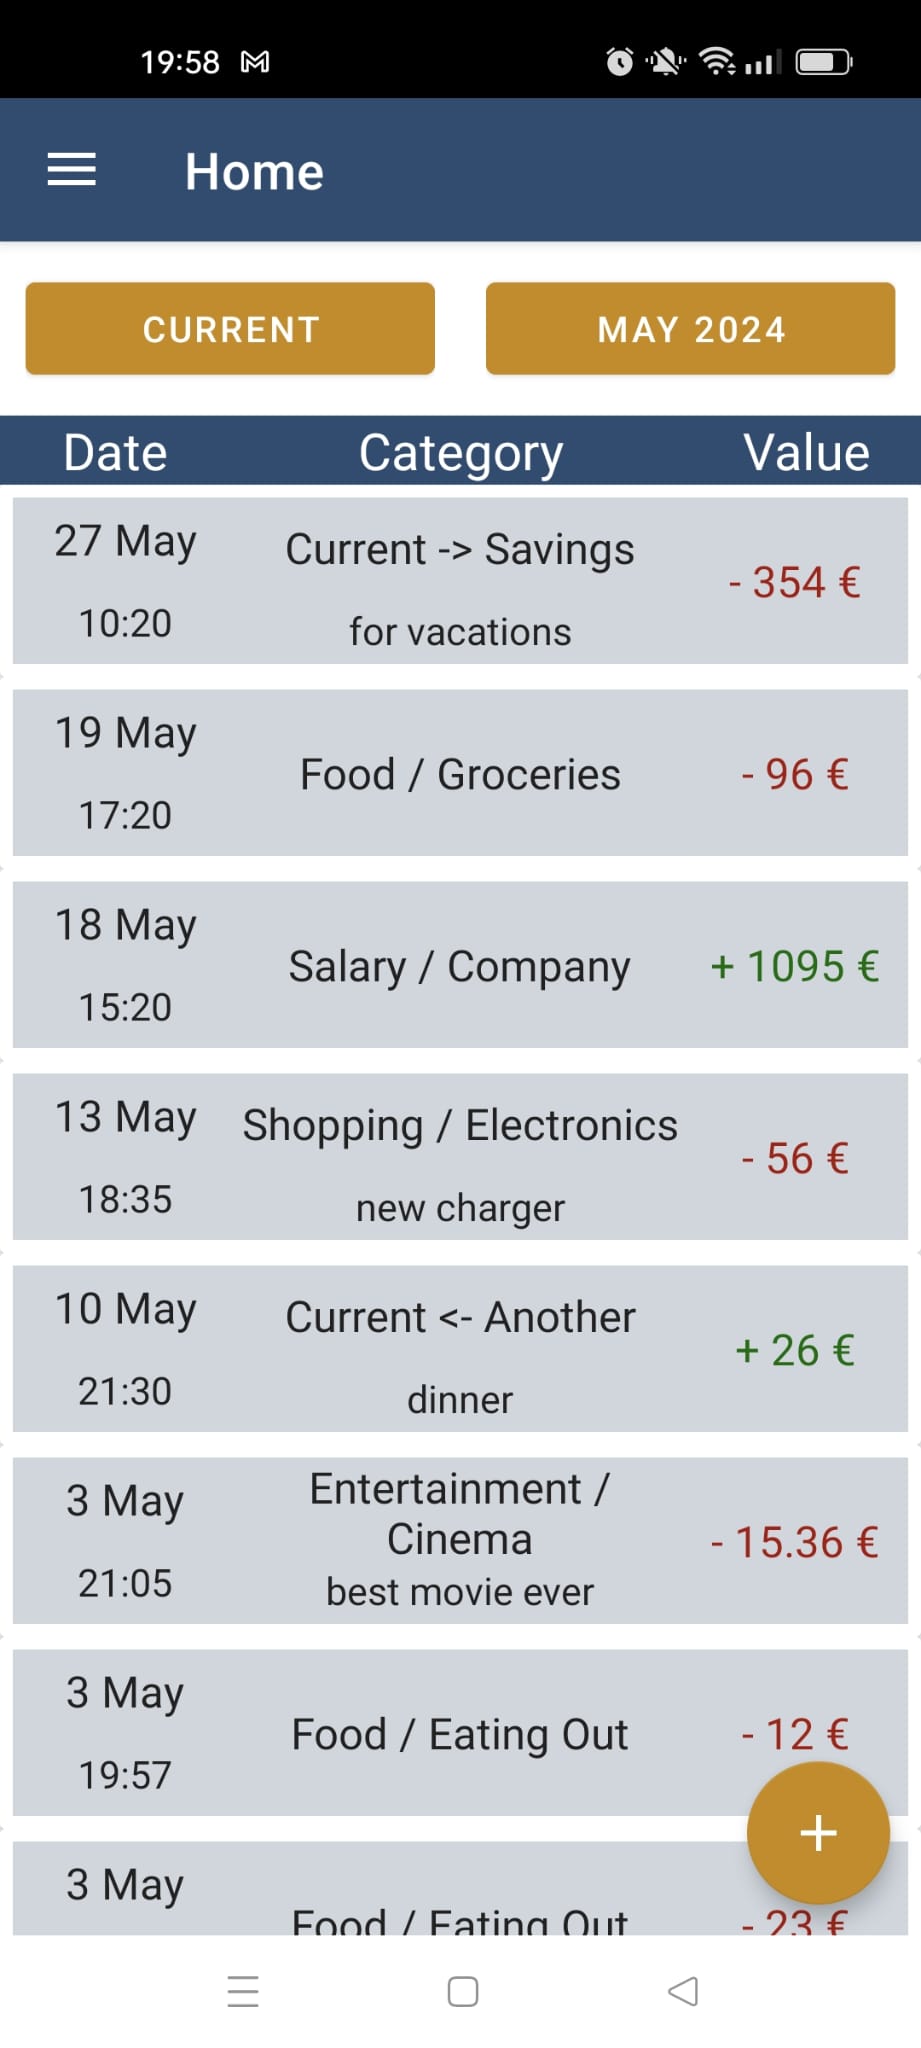 19:58
Home
CURRENT
MAY 2024
Date Category Value
27 May
Current -> Savings
- 354 €
10:20
for vacations
19 May
Food / Groceries
- 96 €
17:20
18 May
Salary / Company
+ 1095 €
15:20
13 May
Shopping / Electronics
- 56 €
18:35
new charger
10 May
Current <- Another
+ 26 €
21:30
dinner
3 May
Entertainment /
Cinema
- 15.36 €
21:05
best movie ever
3 May
Food / Eating Out
- 12 €
19:57
+
3 May
Food / Eating Out
- 23 €